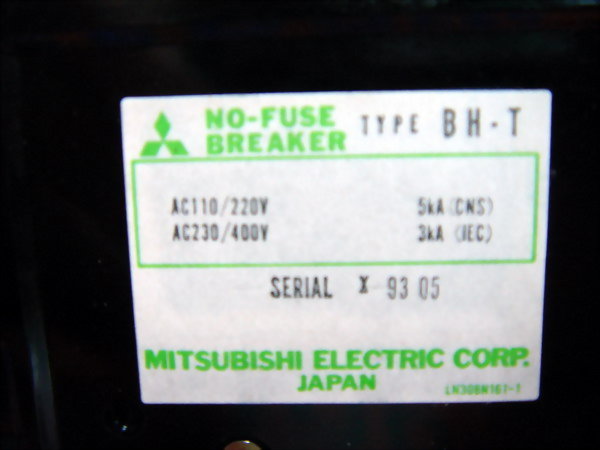 NO-FUSE
BREAKER
TYPE BH-T
AC110/220V 5kA (CNS)
AC230/400V 3kA (IEC)
SERIAL X 93 05
MITSUBISHI ELECTRIC CORP.
JAPAN